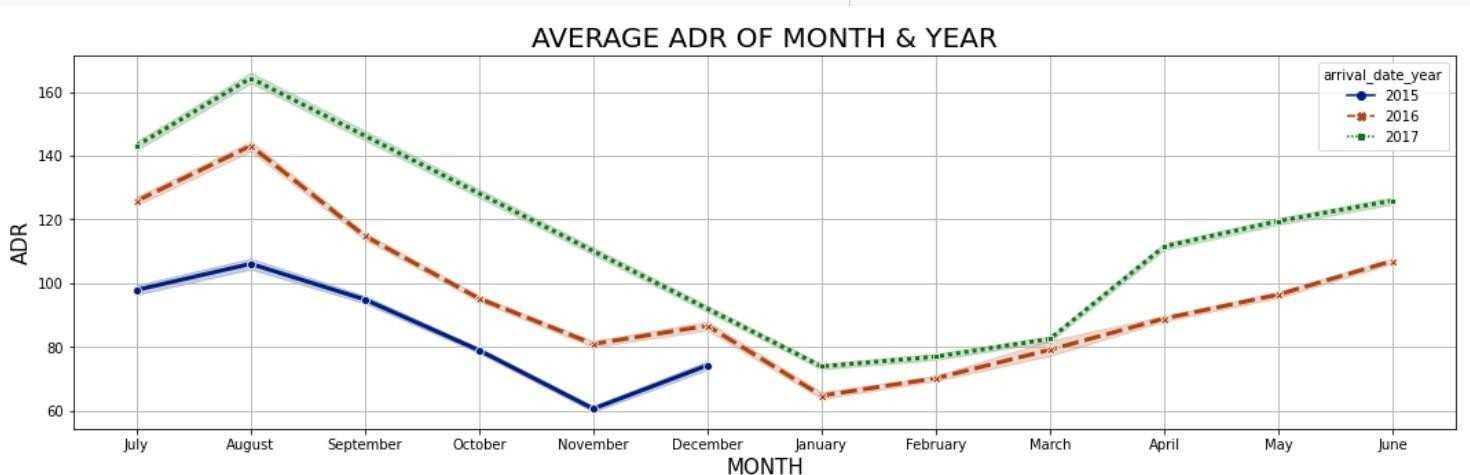 AVERAGE ADR OF MONTH & YEAR
arrival_date_year
2015
2016
2017
160
140
120
100
80
60
ADR
July August September October November December January February March April May June
MONTH